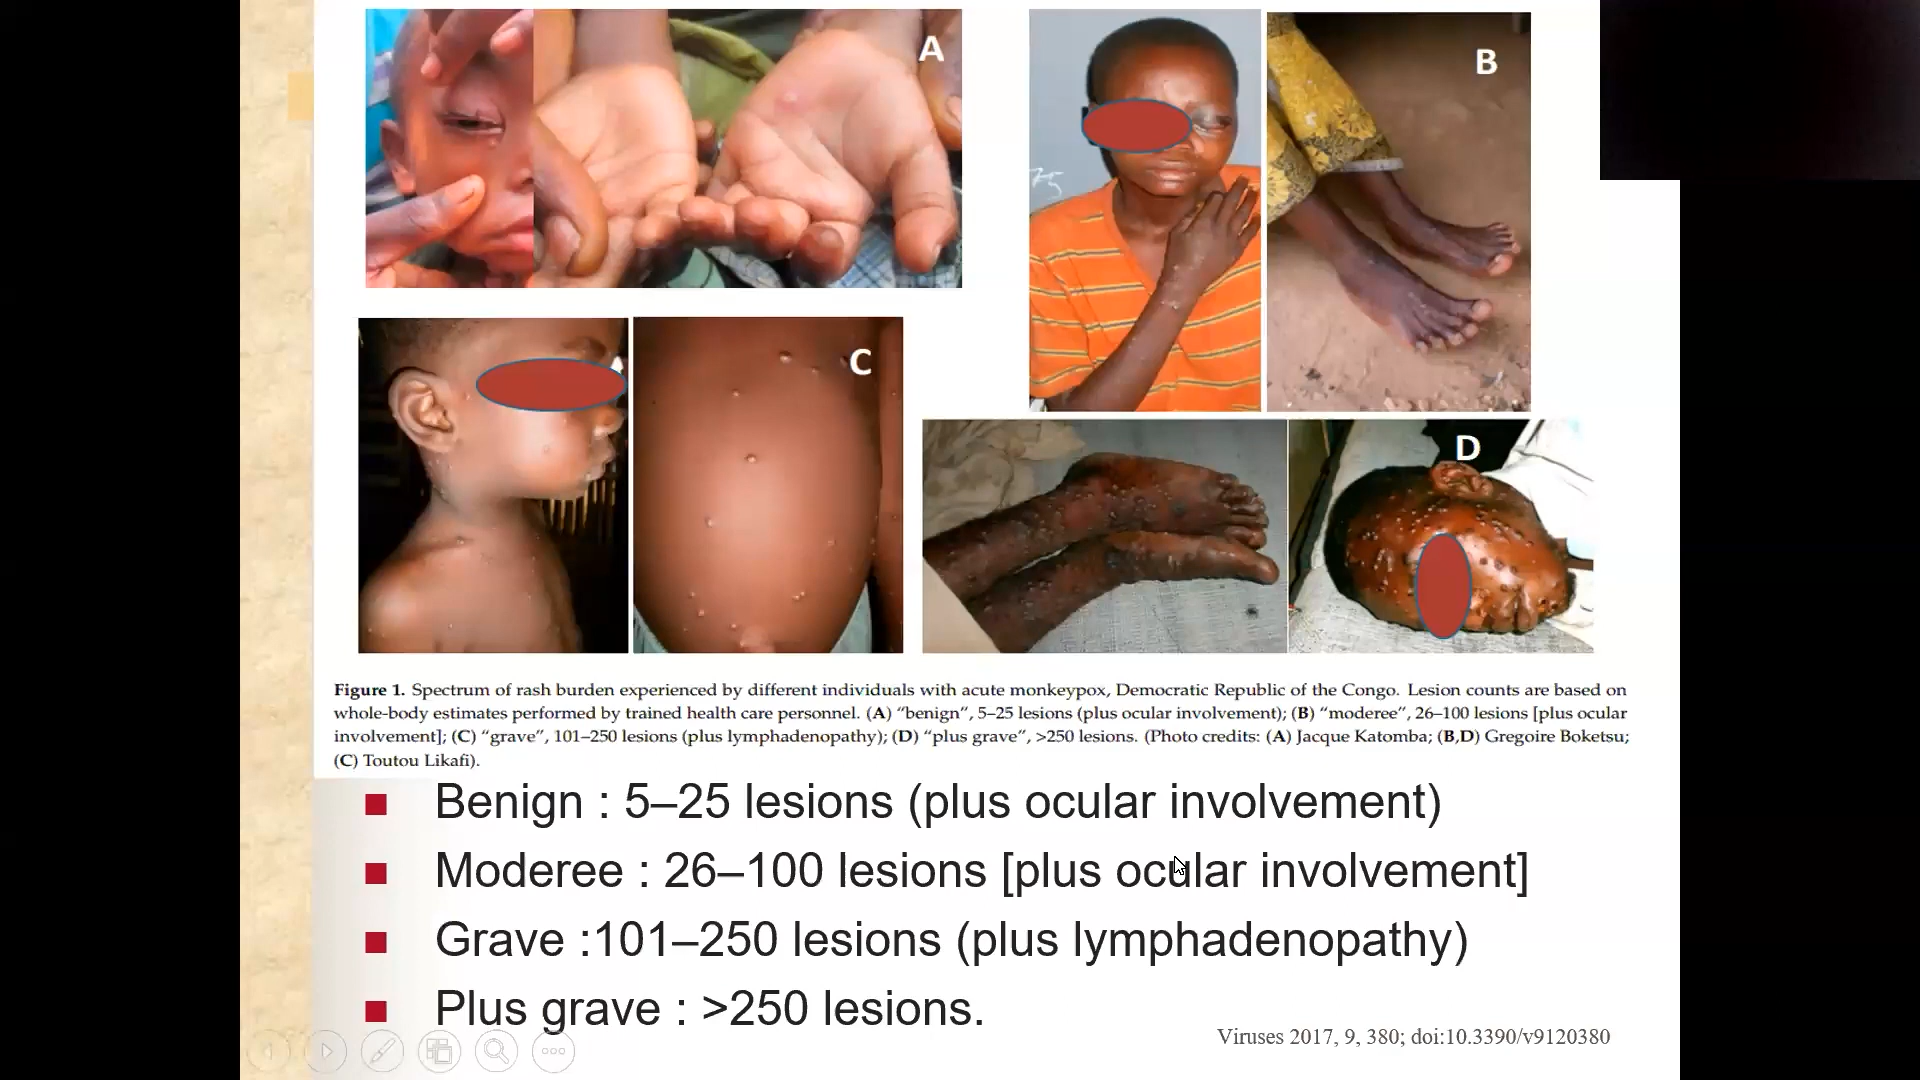 A
B
75
C
D
Figure 1. Spectrum of rash burden experienced by different individuals with acute monkeypox, Democratic Republic of the Congo. Lesion counts are based on
whole-body estimates performed by trained health care personnel. (A) “benign”, 5–25 lesions (plus ocular involvement); (B) “moderee”, 26–100 lesions [plus ocular
involvement]; (C) “grave”, 101–250 lesions (plus lymphadenopathy); (D) “plus grave”, >250 lesions. (Photo credits: (A) Jacque Katomba; (B,D) Gregoire Boketsu;
(C) Toutou Likafi).
Benign : 5–25 lesions (plus ocular involvement)
Moderee : 26–100 lesions [plus ocular involvement]
Grave :101–250 lesions (plus lymphadenopathy)
Plus grave : >250 lesions.
Viruses 2017, 9, 380; doi:10.3390/v9120380